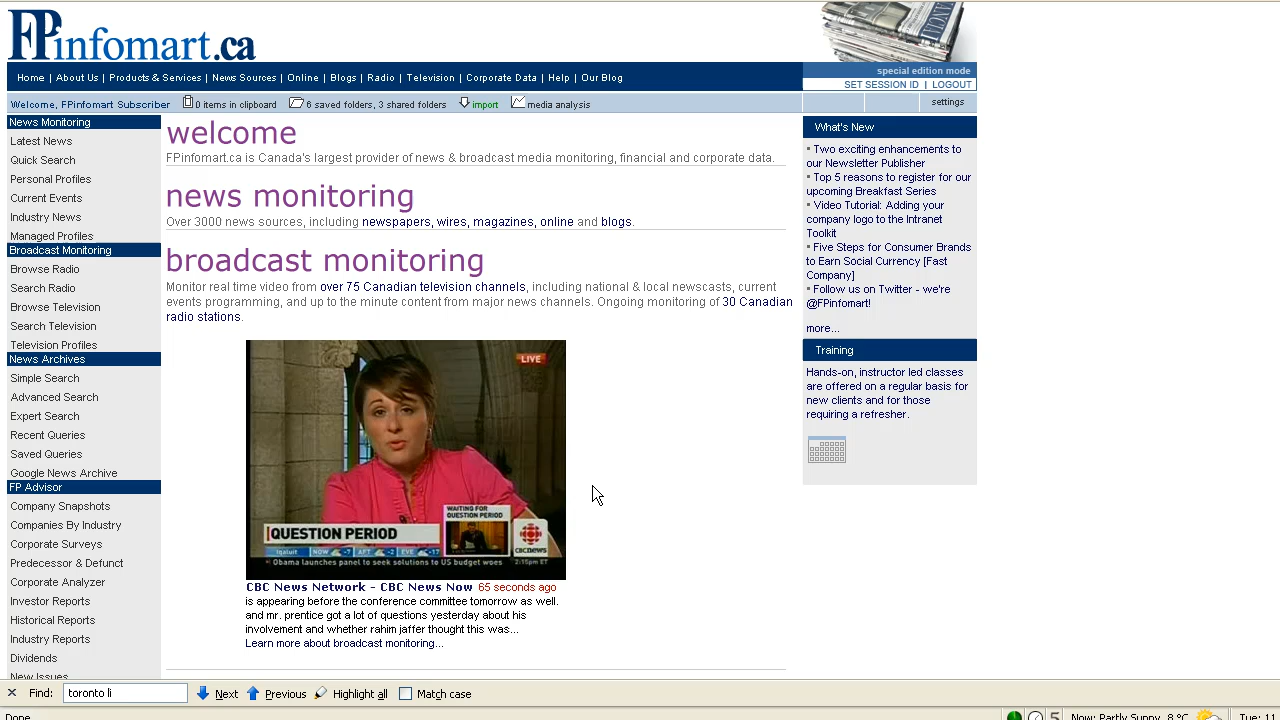 FPinfomart.ca
special edition mode
Home | About Us | Products & Services | News Sources | Online | Blogs | Radio | Television | Corporate Data | Help | Our Blog
SET SESSION ID | LOGOUT
Welcome, FPinfomart Subscriber 0 items in clipboard 6 saved folders, 3 shared folders import media analysis settings
News Monitoring
Latest News
Quick Search
Personal Profiles
Current Events
Industry News
Managed Profiles
Broadcast Monitoring
Browse Radio
Search Radio
Browse Television
Search Television
Television Profiles
News Archives
Simple Search
Advanced Search
Expert Search
Recent Queries
Saved Queries
Google News Archive
FP Advisor
Company Snapshots
Companies By Industry
Corporate Surveys
Predecessor & Defunct
Corporate Analyzer
Investor Reports
Historical Reports
Industry Reports
Dividends
New Issues
welcome
FPinfomart.ca is Canada's largest provider of news & broadcast media monitoring, financial and corporate data.
news monitoring
Over 3000 news sources, including newspapers, wires, magazines, online and blogs.
broadcast monitoring
Monitor real time video from over 75 Canadian television channels, including national & local newscasts, current
events programming, and up to the minute content from major news channels. Ongoing monitoring of 30 Canadian
radio stations.
LIVE
WAITING FOR
QUESTION PERIOD
QUESTION PERIOD
CBCNEWS
Iqaluit NOW -7 AFT -2 EVE -17
Obama launches panel to seek solutions to US budget woes 2:15pm ET
CBC News Network - CBC News Now 65 seconds ago
is appearing before the conference committee tomorrow as well.
and mr. prentice got a lot of questions yesterday about his
involvement and whether rahim jaffer thought this was...
Learn more about broadcast monitoring...
What's New
Two exciting enhancements to
our Newsletter Publisher
Top 5 reasons to register for our
upcoming Breakfast Series
Video Tutorial: Adding your
company logo to the Intranet
Toolkit
Five Steps for Consumer Brands
to Earn Social Currency [Fast
Company]
Follow us on Twitter - we're
@FPinfomart!
more...
Training
Hands-on, instructor led classes
are offered on a regular basis for
new clients and for those
requiring a refresher.
Find: toronto li Next Previous Highlight all Match case
Done Now: Partly Sunny, 8 °C Tue: 11